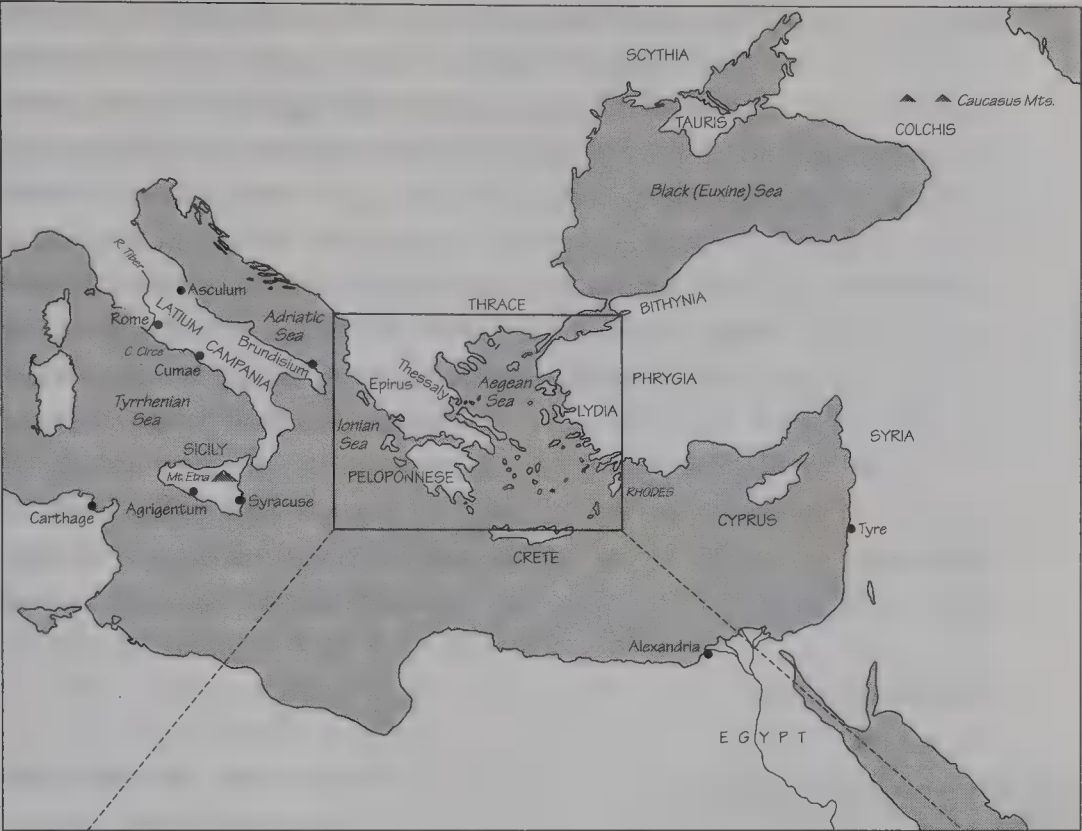 SCYTHIA
Caucasus Mts.
TAURIS
COLCHIS
Black (Euxine) Sea
R. Tiber
Asculum
THRACE
BITHYNIA
LATIUM
Rome
Adriatic
Sea
C. Circe
CAMPANIA
Brundisium
Cumae
Thessaly
Epirus
Aegean
Sea
PHRYGIA
Tyrrhenian
Sea
LYDIA
Ionian
Sea
SYRIA
SICILY
Mt. Etna
PELOPONNESE
RHODES
Carthage
Agrigentum
Syracuse
CYPRUS
Tyre
CRETE
Alexandria
EGYPT